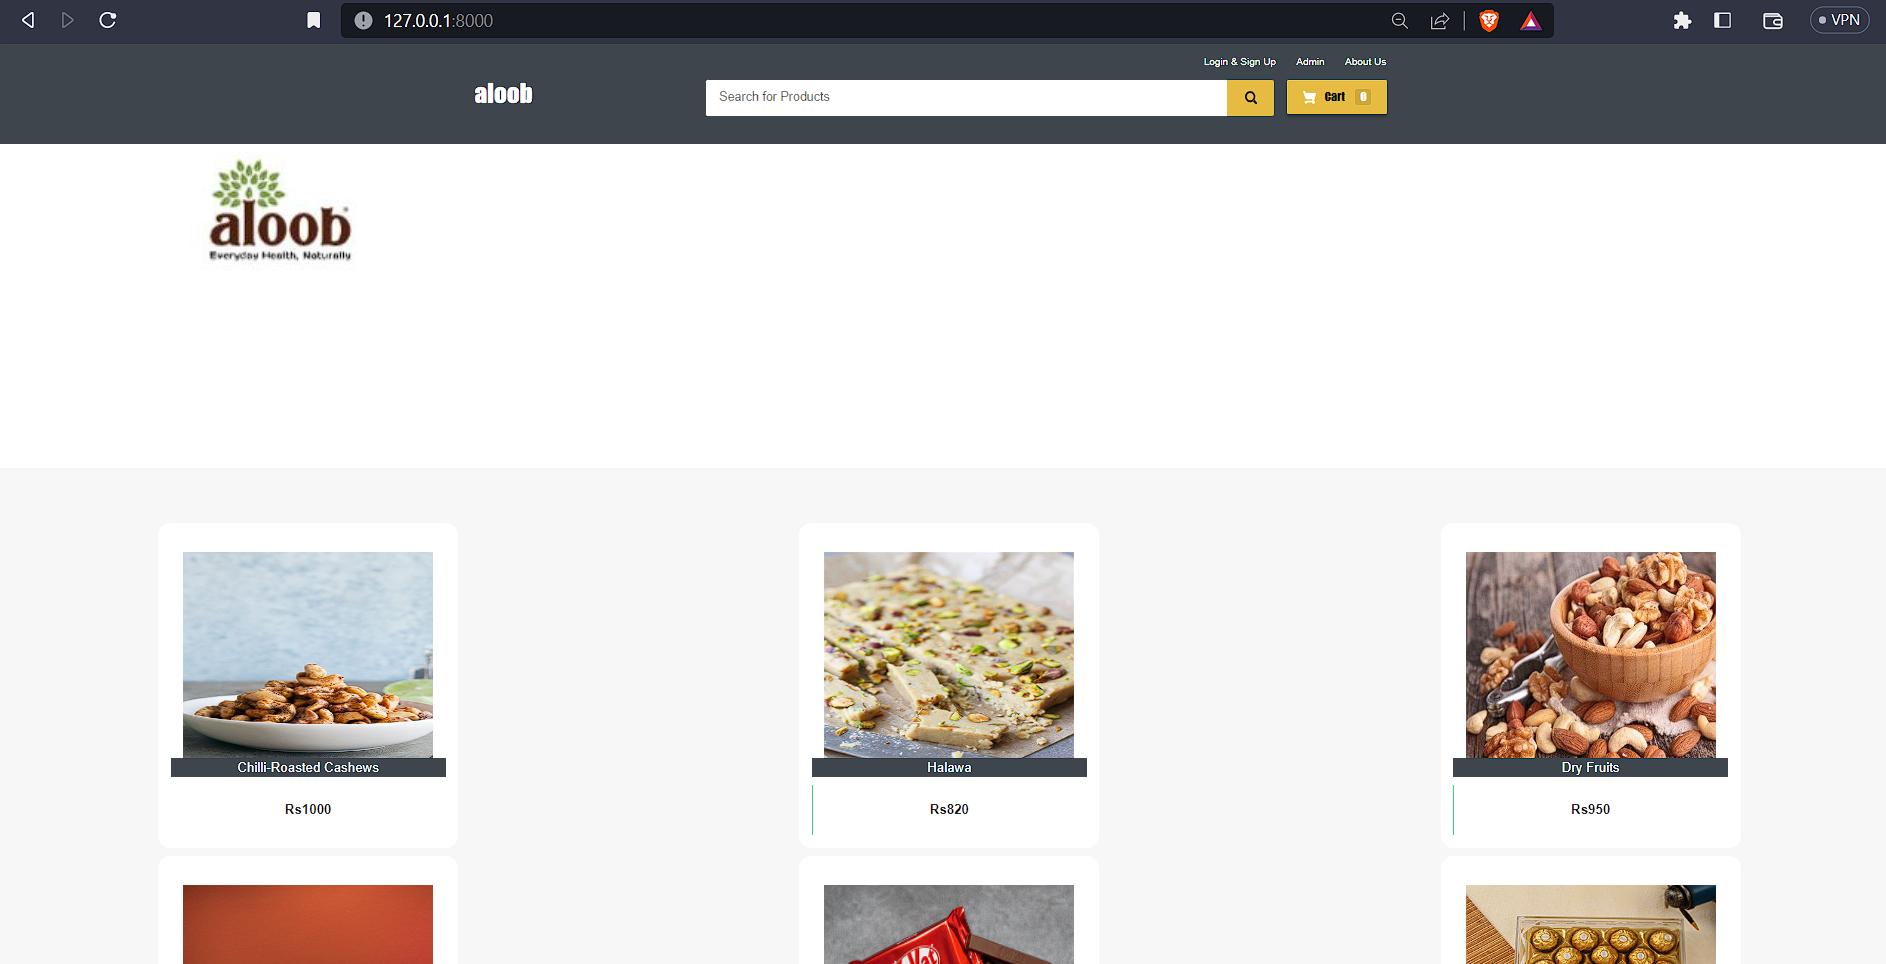 127.0.0.1:8000
VPN
Login & Sign Up Admin About Us
aloob
Search for Products
Cart 0
aloob
Everyday Health, Naturally
Chilli-Roasted Cashews
Halawa
Dry Fruits
Rs1000
Rs820
Rs950